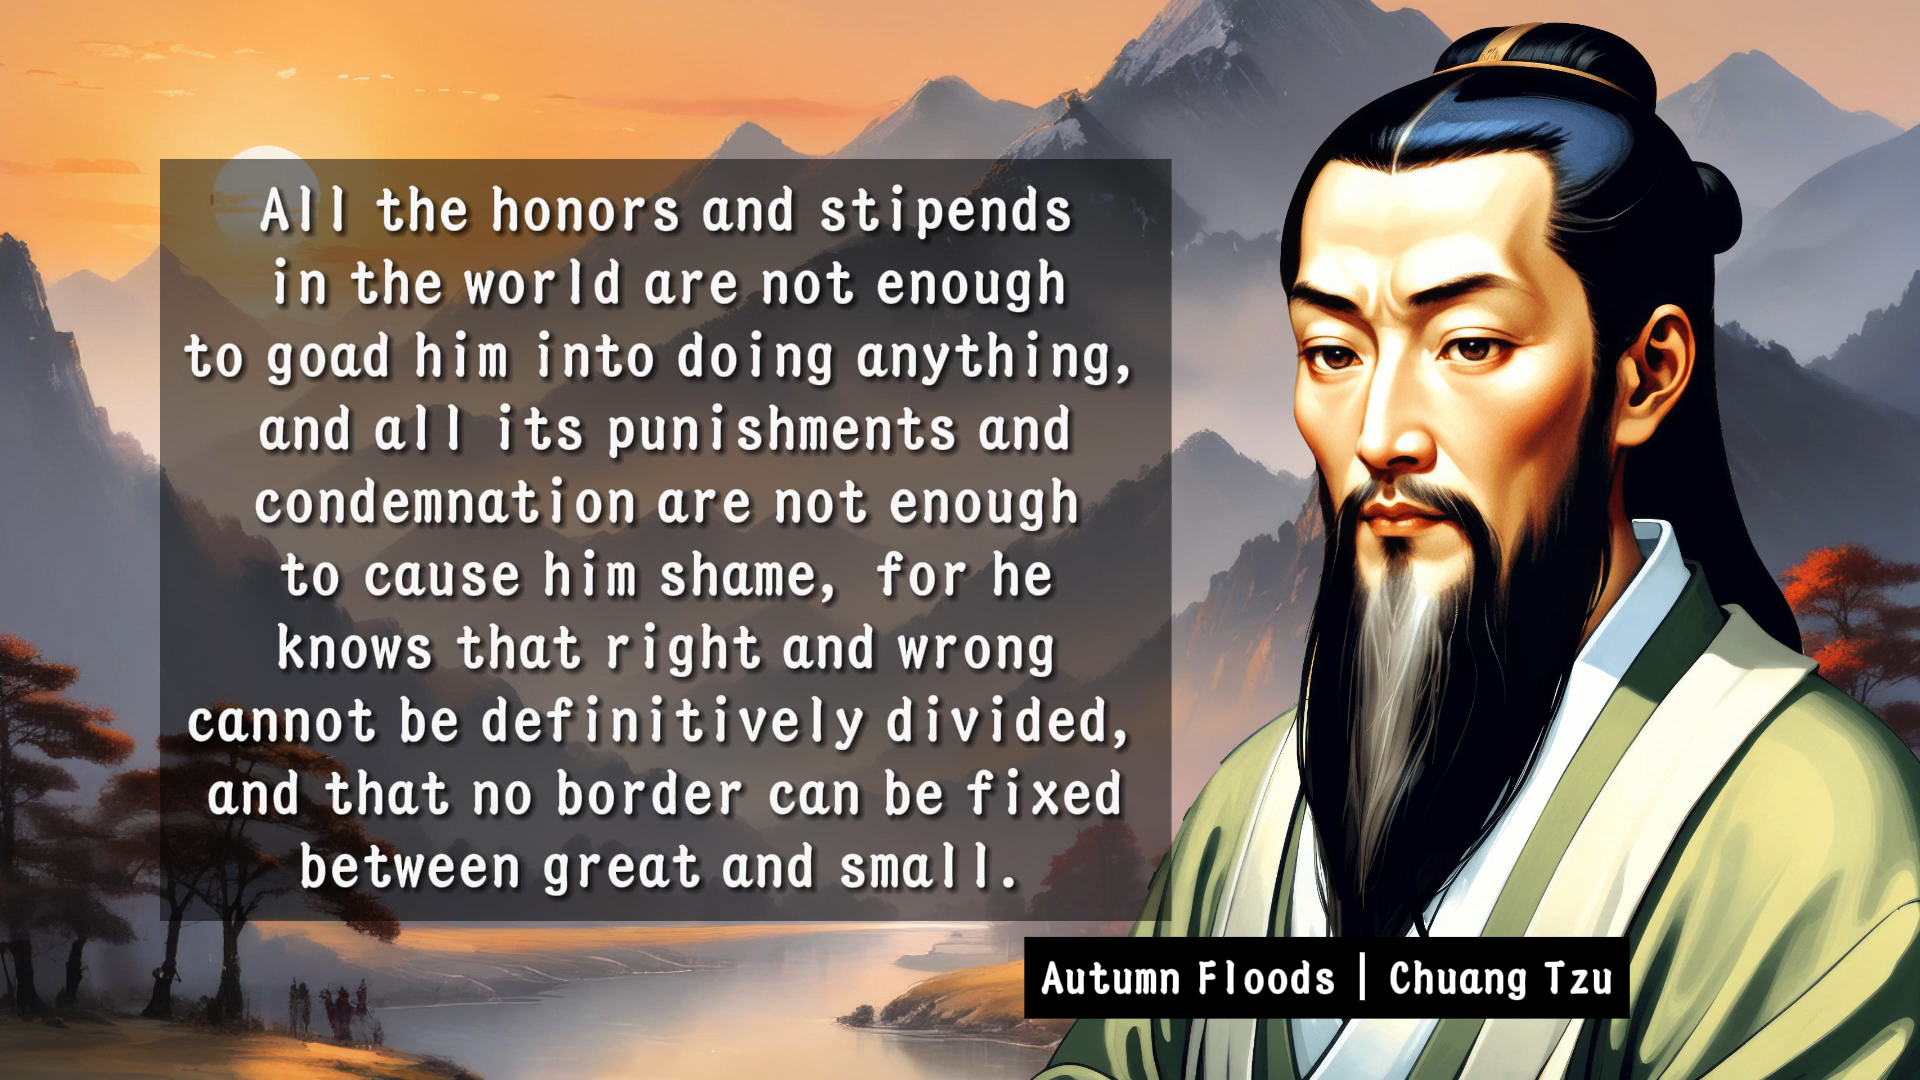 All the honors and stipends
in the world are not enough
to goad him into doing anything,
and all its punishments and
condemnation are not enough
to cause him shame, for he
knows that right and wrong
cannot be definitively divided,
and that no border can be fixed
between great and small.
Autumn Floods | Chuang Tzu